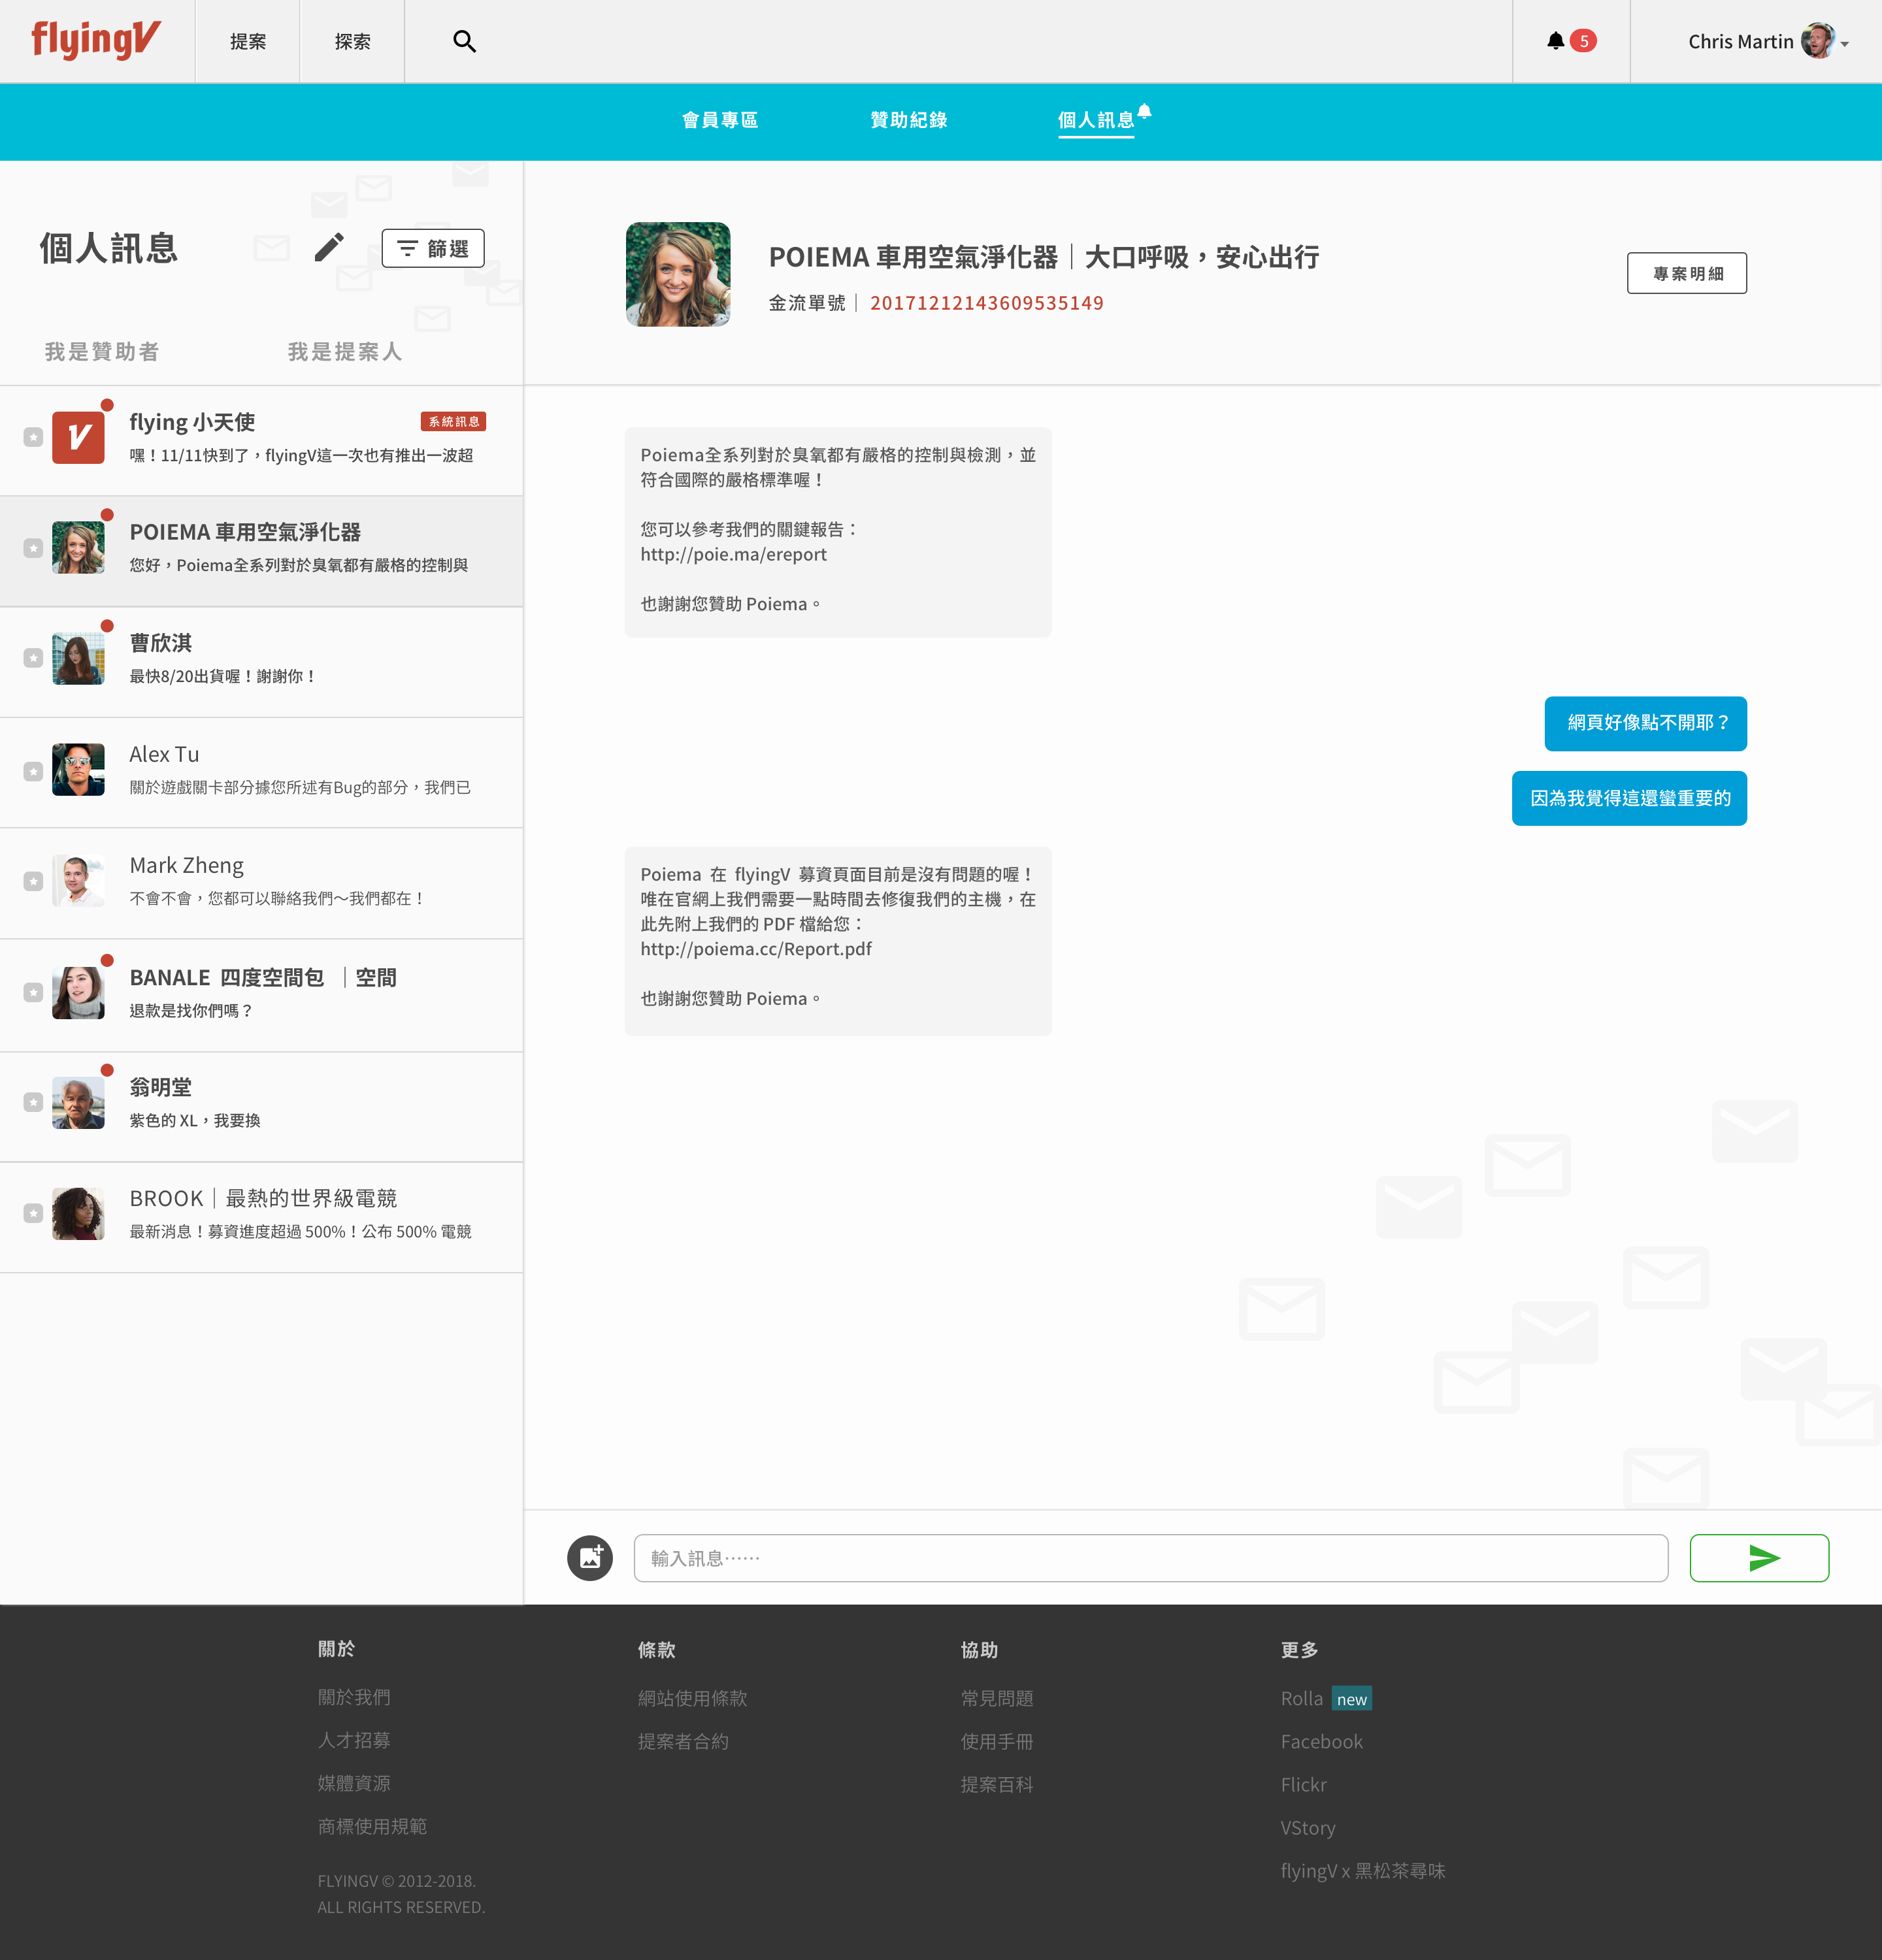 flyingV
提案
探索
5
Chris Martin
會員專區
贊助紀錄
個人訊息
個人訊息
篩選
我是贊助者
我是提案人
flying 小天使
系統訊息
嘿！11/11快到了，flyingV這一次也有推出一波超
POIEMA 車用空氣淨化器
您好，Poiema全系列對於臭氧都有嚴格的控制與
曹欣淇
最快8/20出貨喔！謝謝你！
Alex Tu
關於遊戲關卡部分據您所述有Bug的部分，我們已
Mark Zheng
不會不會，您都可以聯絡我們～我們都在！
BANALE 四度空間包 ｜空間
退款是找你們嗎？
翁明堂
紫色的 XL，我要換
BROOK｜最熱的世界級電競
最新消息！募資進度超過 500%！公布 500% 電競
POIEMA 車用空氣淨化器｜大口呼吸，安心出行
金流單號｜ 20171212143609535149
專案明細
Poiema全系列對於臭氧都有嚴格的控制與檢測，並
符合國際的嚴格標準喔！
您可以參考我們的關鍵報告：
http://poie.ma/ereport
也謝謝您贊助 Poiema。
網頁好像點不開耶？
因為我覺得這還蠻重要的
Poiema 在 flyingV 募資頁面目前是沒有問題的喔！
唯在官網上我們需要一點時間去修復我們的主機，在
此先附上我們的 PDF 檔給您：
http://poiema.cc/Report.pdf
也謝謝您贊助 Poiema。
輸入訊息⋯⋯
關於
關於我們
人才招募
媒體資源
商標使用規範
FLYINGV © 2012-2018.
ALL RIGHTS RESERVED.
條款
網站使用條款
提案者合約
協助
常見問題
使用手冊
提案百科
更多
Rolla new
Facebook
Flickr
VStory
flyingV x 黑松茶尋味